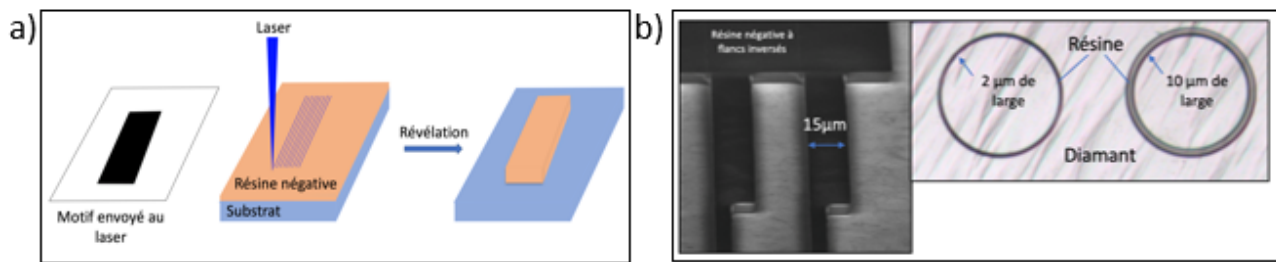 a)
Laser
Révélation
Résine négative
Substrat
Motif envoyé au
laser
b)
Résine négative à
flancs inversés
15µm
Résine
2 µm de
large
10 µm de
large
Diamant